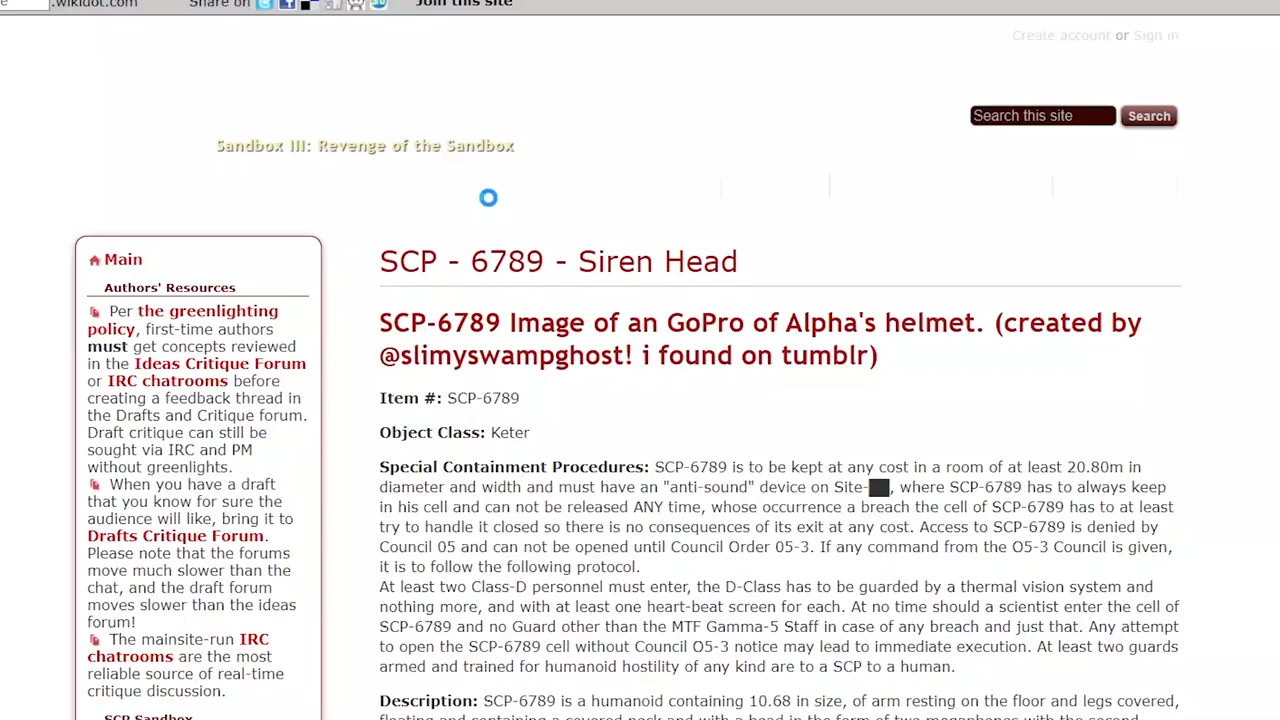 .wikidot.com
Share on
Join this site
Create account or Sign in
Search this site
Search
Sandbox III: Revenge of the Sandbox
Main
Authors' Resources
Per the greenlighting
policy, first-time authors
must get concepts reviewed
in the Ideas Critique Forum
or IRC chatrooms before
creating a feedback thread in
the Drafts and Critique forum.
Draft critique can still be
sought via IRC and PM
without greenlights.
When you have a draft
that you know for sure the
audience will like, bring it to
Drafts Critique Forum.
Please note that the forums
move much slower than the
chat, and the draft forum
moves slower than the ideas
forum!
The mainsite-run IRC
chatrooms are the most
reliable source of real-time
critique discussion.
SCP Sandbox
SCP - 6789 - Siren Head
SCP-6789 Image of an GoPro of Alpha's helmet. (created by
@slimyswampghost! i found on tumblr)
Item #: SCP-6789
Object Class: Keter
Special Containment Procedures: SCP-6789 is to be kept at any cost in a room of at least 20.80m in
diameter and width and must have an "anti-sound" device on Site-██, where SCP-6789 has to always keep
in his cell and can not be released ANY time, whose occurrence a breach the cell of SCP-6789 has to at least
try to handle it closed so there is no consequences of its exit at any cost. Access to SCP-6789 is denied by
Council 05 and can not be opened until Council Order 05-3. If any command from the O5-3 Council is given,
it is to follow the following protocol.
At least two Class-D personnel must enter, the D-Class has to be guarded by a thermal vision system and
nothing more, and with at least one heart-beat screen for each. At no time should a scientist enter the cell of
SCP-6789 and no Guard other than the MTF Gamma-5 Staff in case of any breach and just that. Any attempt
to open the SCP-6789 cell without Council O5-3 notice may lead to immediate execution. At least two guards
armed and trained for humanoid hostility of any kind are to a SCP to a human.
Description: SCP-6789 is a humanoid containing 10.68 in size, of arm resting on the floor and legs covered,
floating and containing a covered neck and with a head in the form of two megaphones with the second